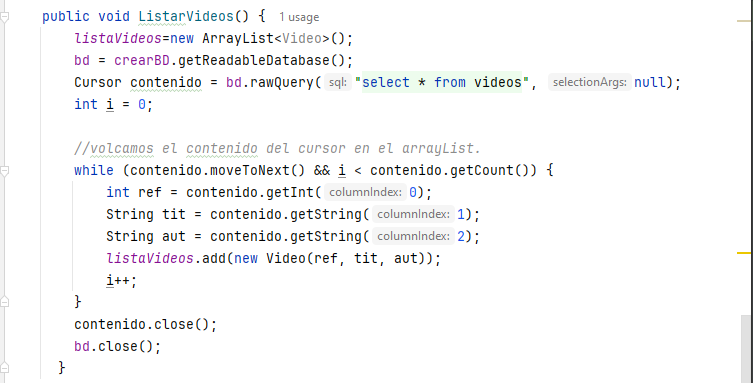 public void ListarVideos() { 1 usage
listaVideos=new ArrayList<Video>();
bd = crearBD.getReadableDatabase();
Cursor contenido = bd.rawQuery( sql: "select * from videos", selectionArgs: null);
int i = 0;
//volcamos el contenido del cursor en el arrayList.
while (contenido.moveToNext() && i < contenido.getCount()) {
int ref = contenido.getInt( columnIndex: 0);
String tit = contenido.getString( columnIndex: 1);
String aut = contenido.getString( columnIndex: 2);
listaVideos.add(new Video(ref, tit, aut));
i++;
}
contenido.close();
bd.close();
}